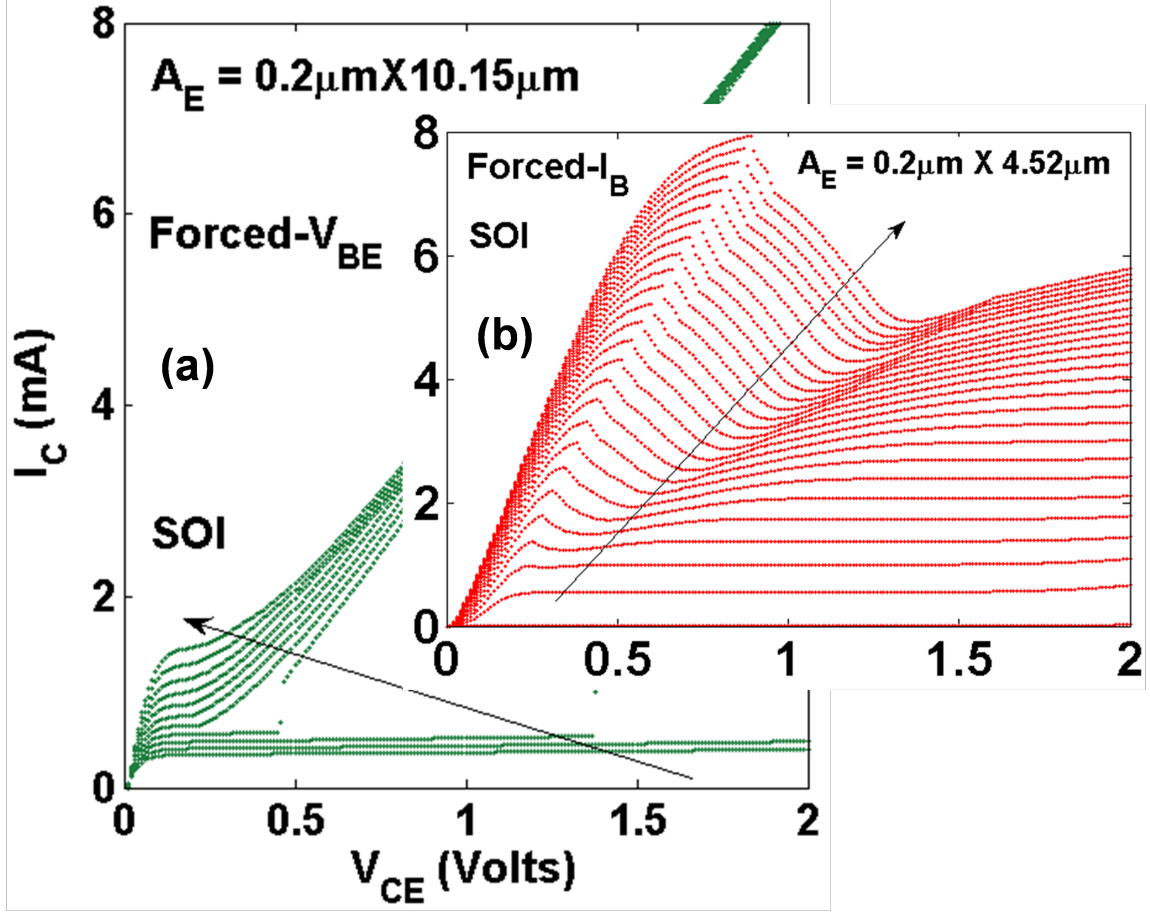 A_E = 0.2μmX10.15μm
Forced-V_BE
(a)
SOI
I_C (mA)
8
6
4
2
0
0 0.5 1 1.5 2
V_CE (Volts)
Forced-I_B
A_E = 0.2μm X 4.52μm
SOI
(b)
8
6
4
2
0
0 0.5 1 1.5 2